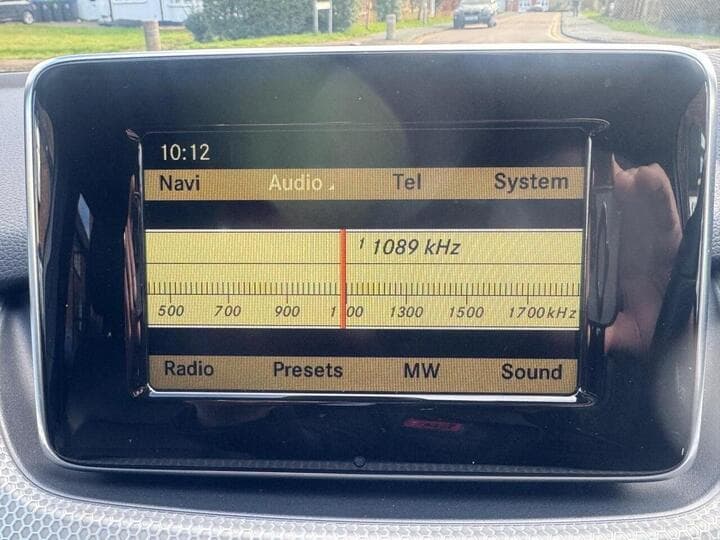 10:12
Navi Audio Tel System
1 1089 kHz
500 700 900 1100 1300 1500 1700kHz
Radio Presets MW Sound